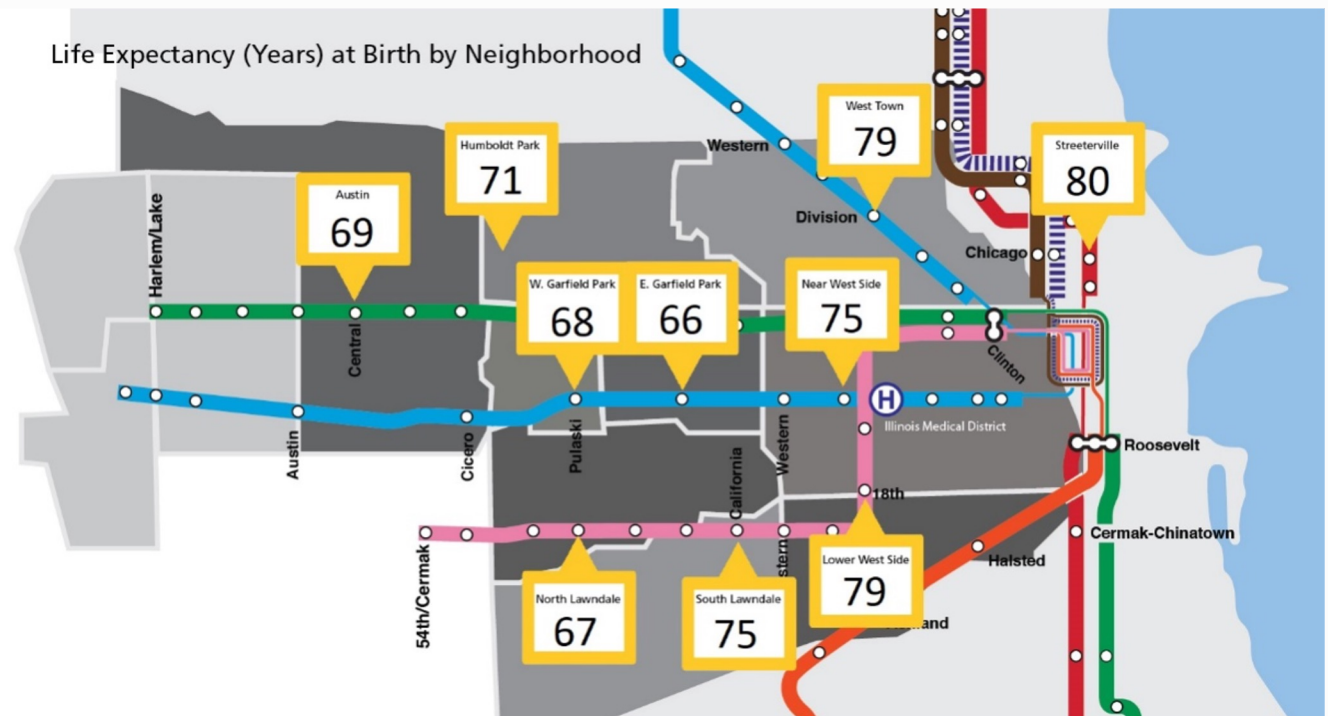 Life Expectancy (Years) at Birth by Neighborhood
West Town
79
Humboldt Park
71
Western
Streeterville
80
Austin
69
Harlem/Lake
Division
Chicago
W. Garfield Park
68
E. Garfield Park
66
Near West Side
75
Central
Clinton
H
Illinois Medical District
Austin
Cicero
Pulaski
California
Western
Roosevelt
18th
54th/Cermak
Cermak-Chinatown
Halsted
North Lawndale
67
South Lawndale
75
Lower West Side
79